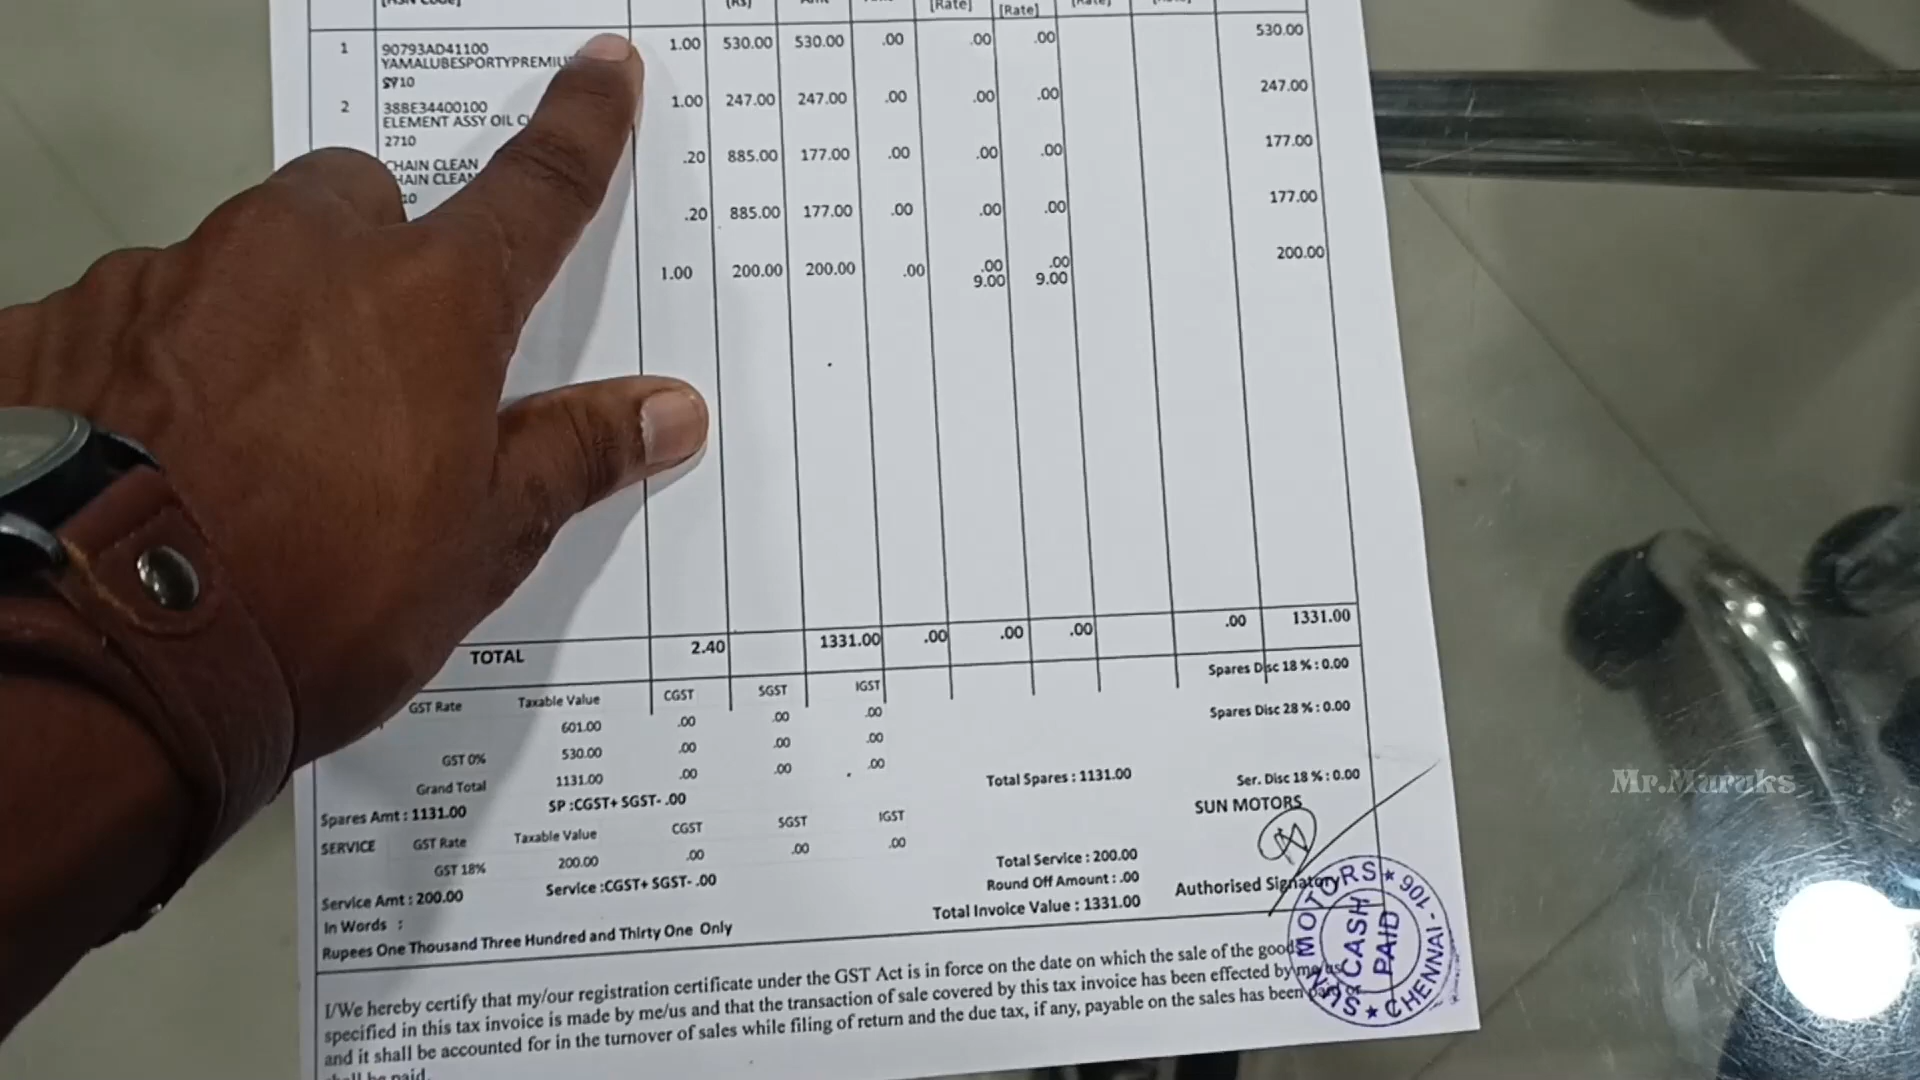 [Rate] [Rate]
1 90793AD41100 1.00 530.00 530.00 .00 .00 .00 530.00
YAMALUBESPORTYPREMIU
2 38BE34400100 1.00 247.00 247.00 .00 .00 .00 247.00
ELEMENT ASSY OIL
2710
CHAIN CLEAN .20 885.00 177.00 .00 .00 .00 177.00
HAIN CLEAN
.20 885.00 177.00 .00 .00 .00 177.00
1.00 200.00 200.00 .00 .00 .00 200.00
9.00 9.00
TOTAL 2.40 1331.00 .00 .00 .00 .00 1331.00
Spares Disc 18 % : 0.00
GST Rate Taxable Value CGST SGST IGST
601.00 .00 .00 .00 Spares Disc 28 % : 0.00
GST 0% 530.00 .00 .00 .00
Grand Total 1131.00 .00 .00 .00 Total Spares : 1131.00 Ser. Disc 18 % : 0.00
Spares Amt : 1131.00 SP :CGST+ SGST- .00 SUN MOTORS
SERVICE GST Rate Taxable Value CGST SGST IGST
GST 18% 200.00 .00 .00 .00 Total Service : 200.00
Service Amt : 200.00 Service :CGST+ SGST- .00 Round Off Amount : .00 Authorised Signatory
In Words : Total Invoice Value : 1331.00
Rupees One Thousand Three Hundred and Thirty One Only
I/We hereby certify that my/our registration certificate under the GST Act is in force on the date on which the sale of the goods
specified in this tax invoice is made by me/us and that the transaction of sale covered by this tax invoice has been effected by me/us
and it shall be accounted for in the turnover of sales while filing of return and the due tax, if any, payable on the sales has been paid or
shall be paid.
SUN MOTORS ★ CHENNAI - 106 ★
CASH
PAID
Mr.Maruks